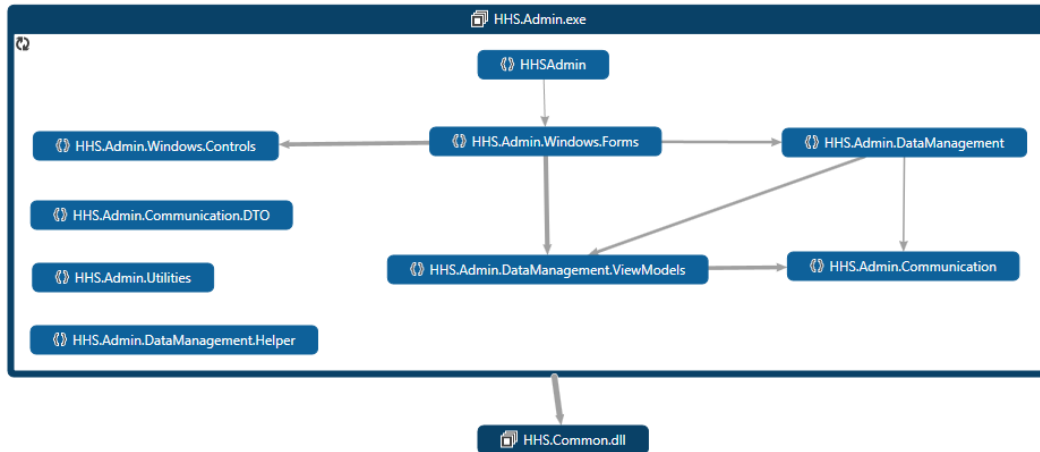 HHS.Admin.exe
HHSAdmin
HHS.Admin.Windows.Controls
HHS.Admin.Windows.Forms
HHS.Admin.DataManagement
HHS.Admin.Communication.DTO
HHS.Admin.DataManagement.ViewModels
HHS.Admin.Communication
HHS.Admin.Utilities
HHS.Admin.DataManagement.Helper
HHS.Common.dll